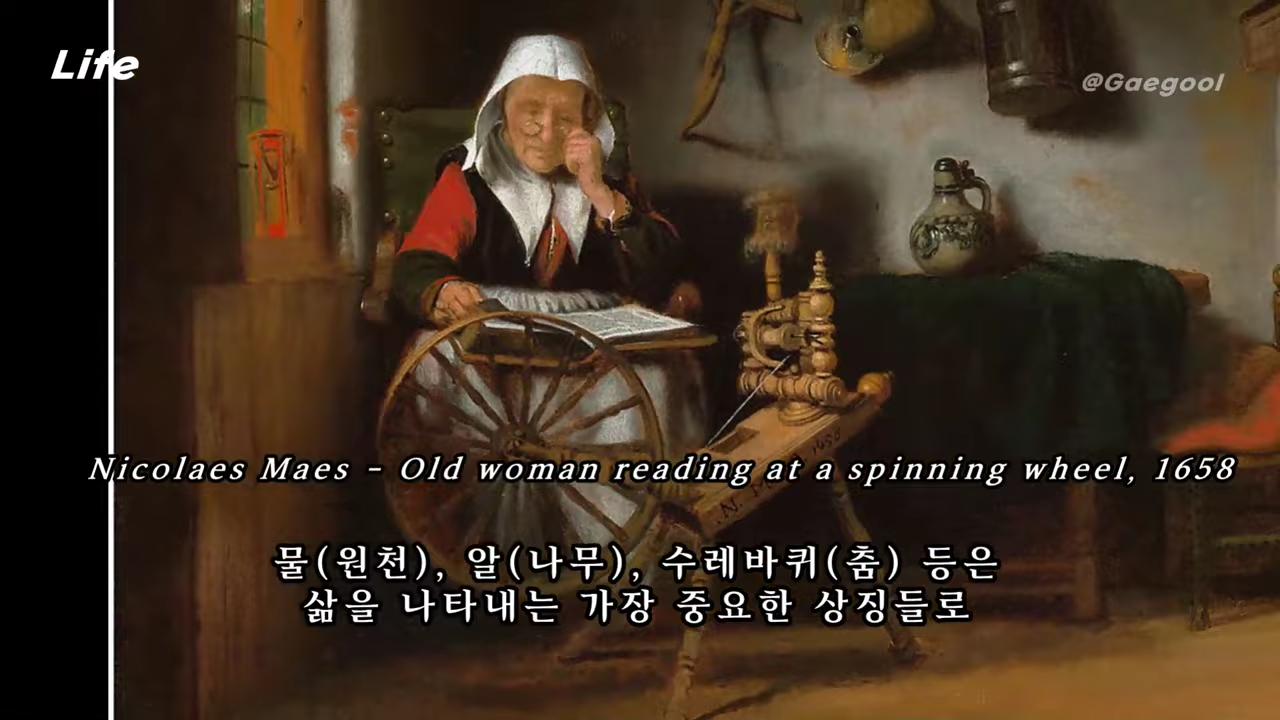 Life
@Gaegool
Nicolaes Maes - Old woman reading at a spinning wheel, 1658
물(원천), 알(나무), 수레바퀴(춤) 등은
삶을 나타내는 가장 중요한 상징들로